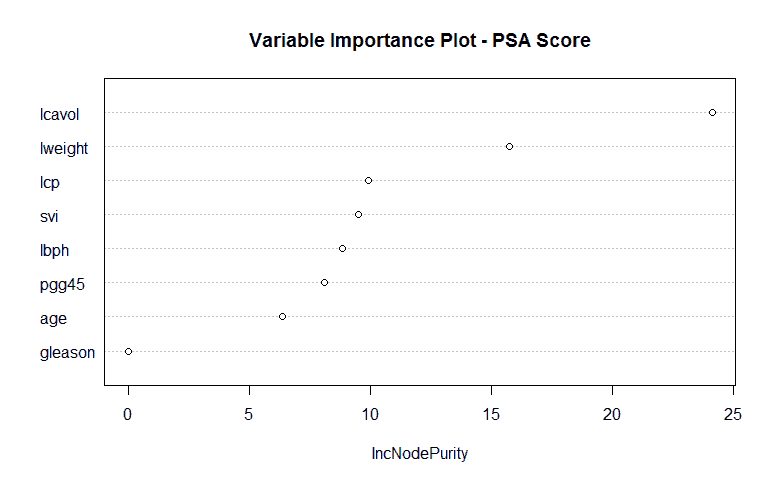 Variable Importance Plot - PSA Score
lcavol
lweight
lcp
svi
lbph
pgg45
age
gleason
0 5 10 15 20 25
IncNodePurity